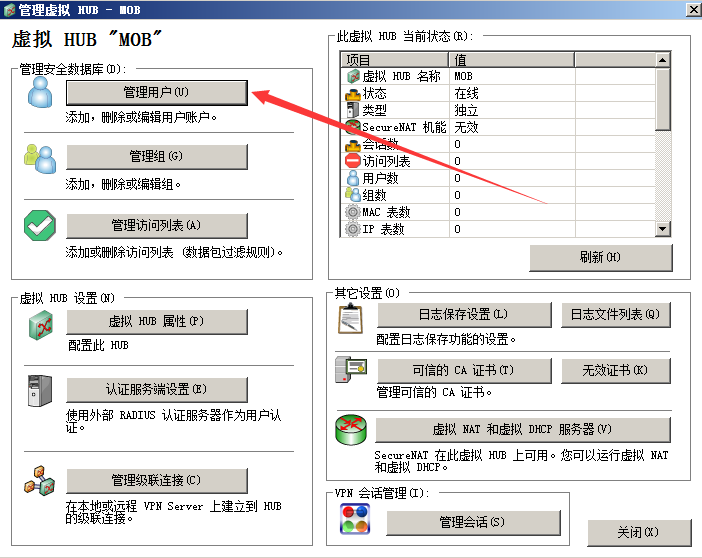 管理虚拟 HUB - MOB
虚拟 HUB "MOB"
管理安全数据库(D):
管理用户(U)
添加，删除或编辑用户账户。
管理组(G)
添加，删除或编辑组。
管理访问列表(A)
添加或删除访问列表 (数据包过滤规则)。
此虚拟 HUB 当前状态(R):
项目 值
虚拟 HUB 名称 MOB
状态 在线
类型 独立
SecureNAT 机能 无效
会话数 0
访问列表 0
用户数 0
组数 0
MAC 表数 0
IP 表数 0
刷新(H)
虚拟 HUB 设置(N)
虚拟 HUB 属性(P)
配置此 HUB
认证服务端设置(E)
使用外部 RADIUS 认证服务器作为用户认
证。
管理级联连接(C)
在本地或远程 VPN Server 上建立到 HUB
的级联连接。
其它设置(O)
日志保存设置(L) 日志文件列表(Q)
配置日志保存功能的设置。
可信的 CA 证书(T) 无效证书(K)
管理可信的 CA 证书。
虚拟 NAT 和虚拟 DHCP 服务器(V)
SecureNAT 在此虚拟 HUB 上可用。您可以运行虚拟 NAT
和虚拟 DHCP。
VPN 会话管理(I):
管理会话(S)
关闭(X)